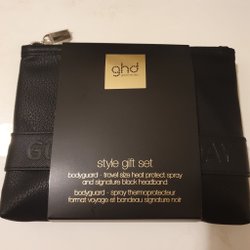 ghd
style gift set
bodyguard - travel size heat protect spray
and signature black headband
bodyguard - spray thermoprotecteur
format voyage et bandeau signature noir